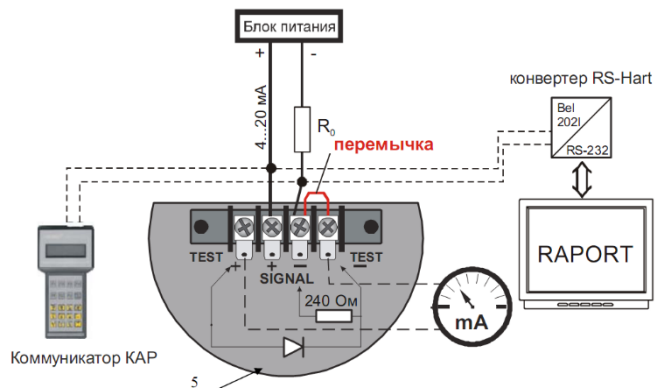 Блок питания
+ -
4...20 мА
R₀
перемычка
конвертер RS-Hart
Bel
202I
RS-232
RAPORT
TEST + + − − TEST
SIGNAL
240 Ом
mA
Коммуникатор КАР
5